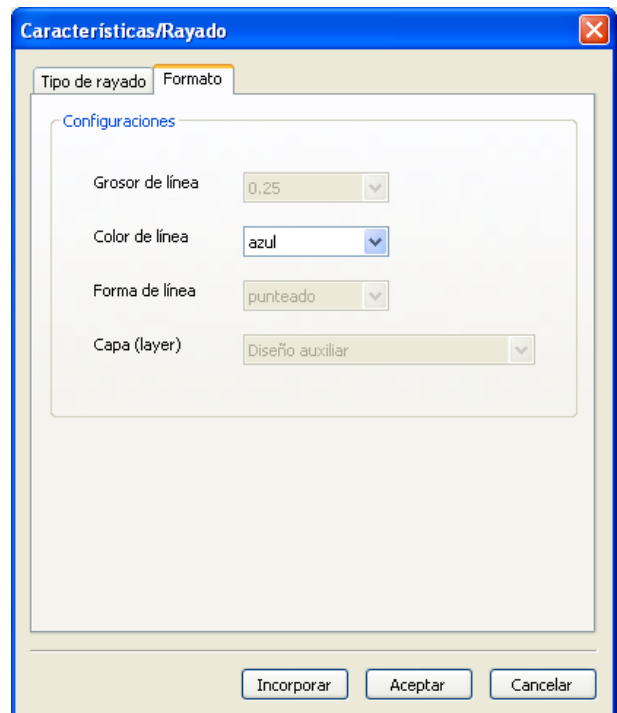 Características/Rayado
Tipo de rayado Formato
Configuraciones
Grosor de línea 0.25
Color de línea azul
Forma de línea punteado
Capa (layer) Diseño auxiliar
Incorporar Aceptar Cancelar